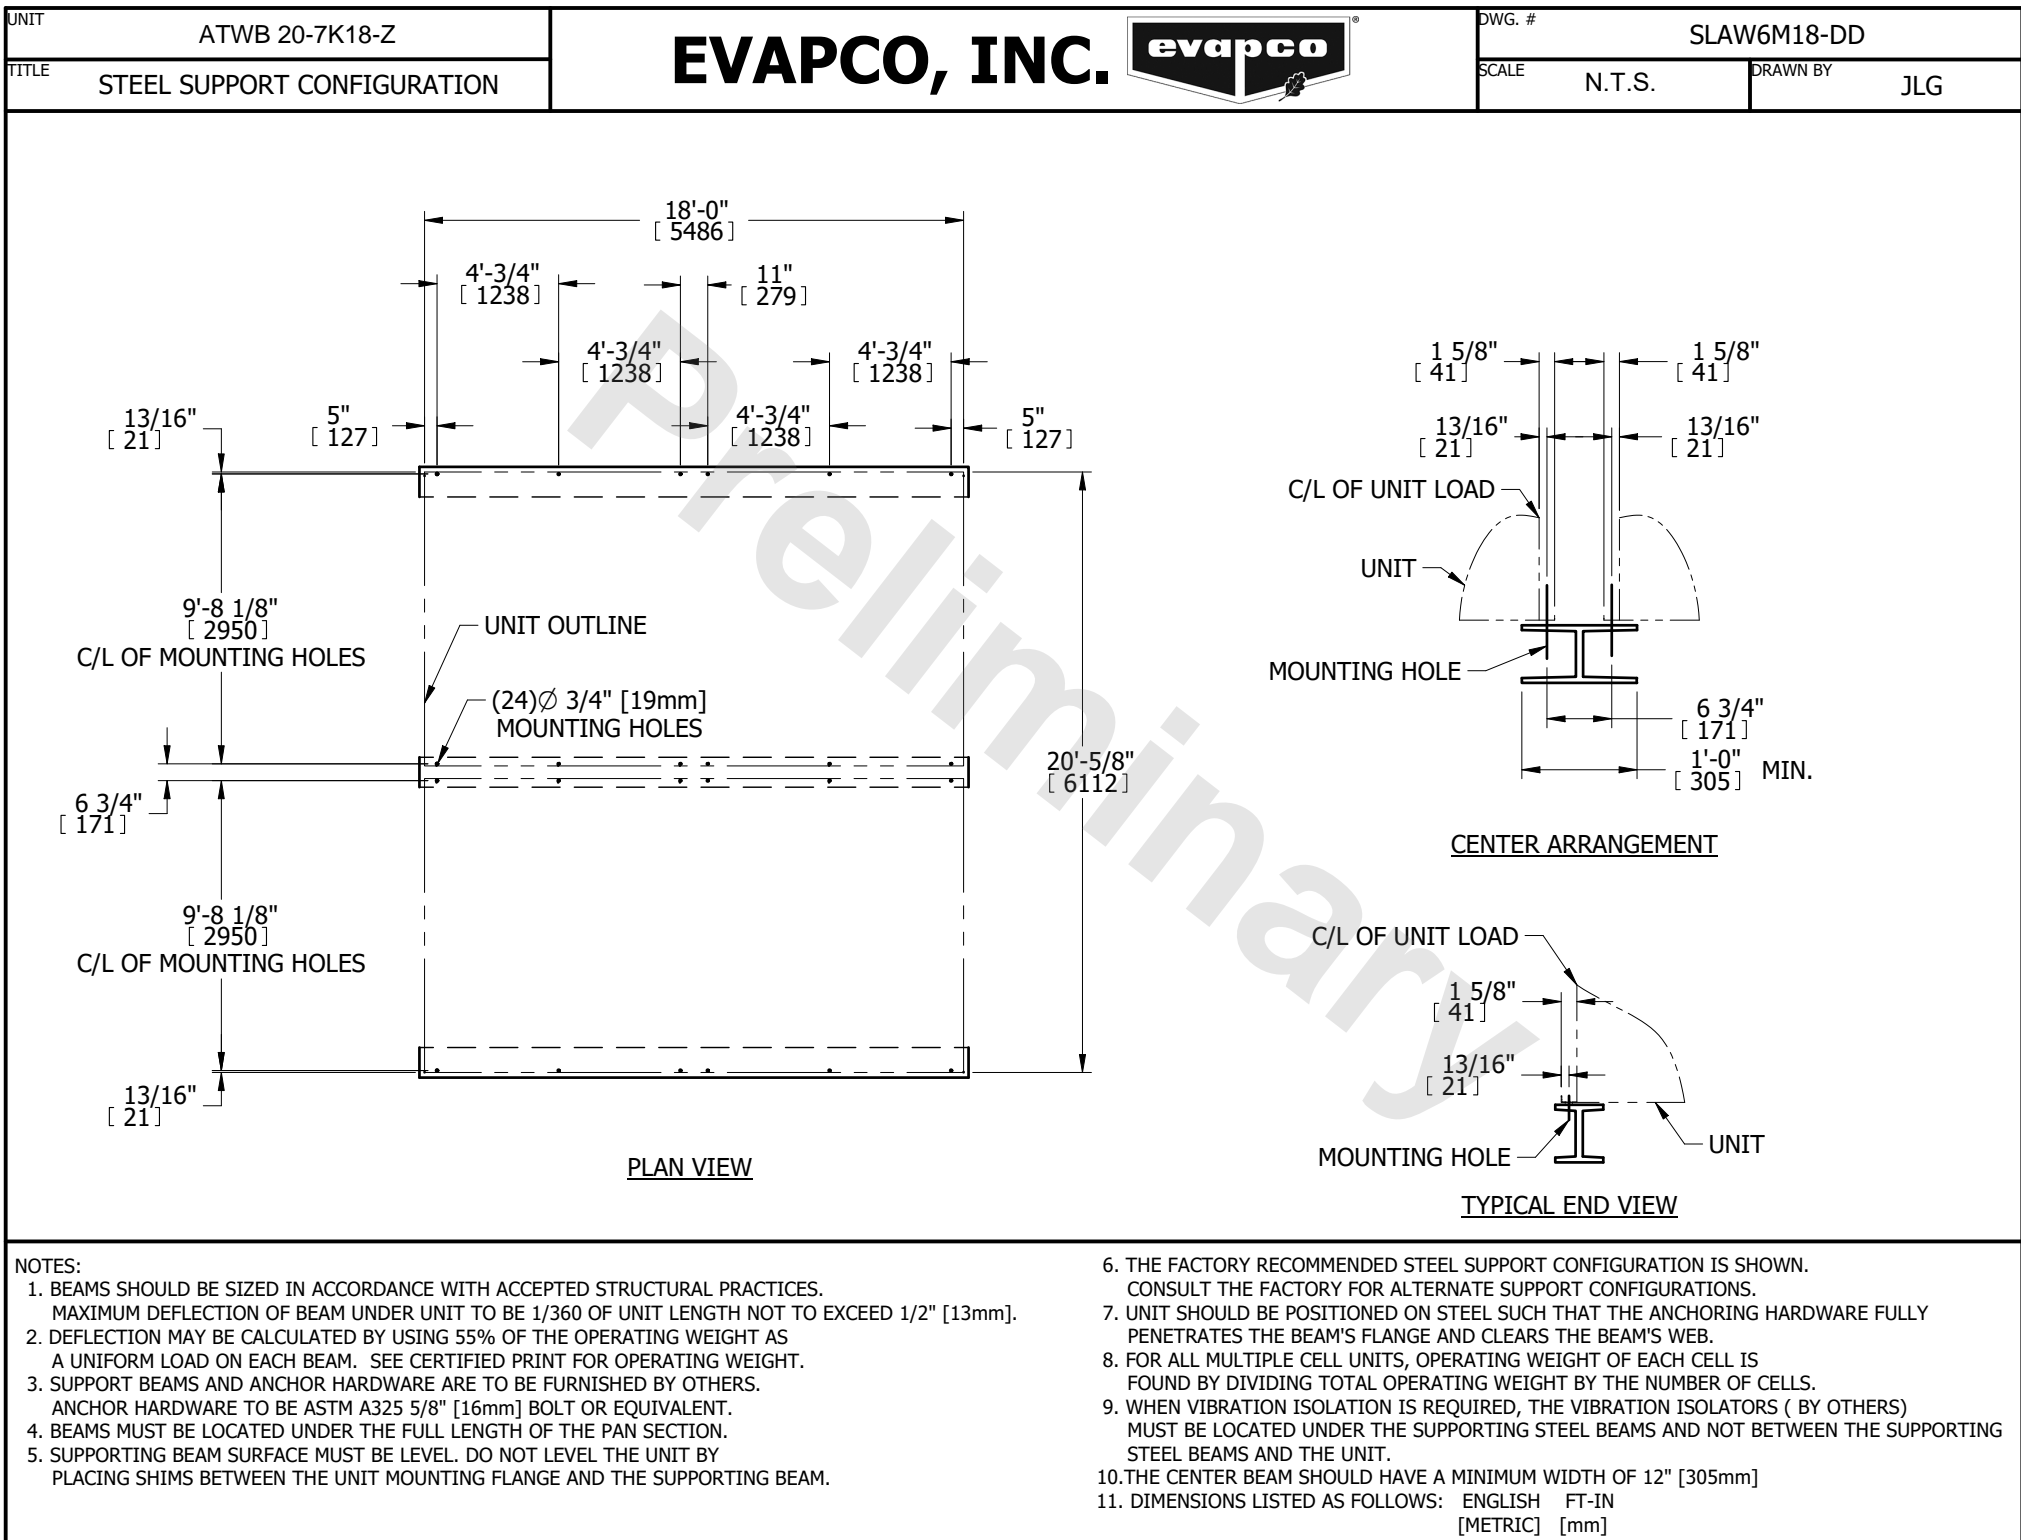 UNIT
ATWB 20-7K18-Z
TITLE
STEEL SUPPORT CONFIGURATION
EVAPCO, INC.
evapco
®
DWG. #
SLAW6M18-DD
SCALE
N.T.S.
DRAWN BY
JLG
18'-0"
[ 5486 ]
4'-3/4"
[ 1238 ]
11"
[ 279 ]
4'-3/4"
[ 1238 ]
4'-3/4"
[ 1238 ]
13/16"
[ 21 ]
5"
[ 127 ]
4'-3/4"
[ 1238 ]
5"
[ 127 ]
9'-8 1/8"
[ 2950 ]
C/L OF MOUNTING HOLES
UNIT OUTLINE
(24)∅ 3/4" [19mm]
MOUNTING HOLES
6 3/4"
[ 171 ]
20'-5/8"
[ 6112 ]
9'-8 1/8"
[ 2950 ]
C/L OF MOUNTING HOLES
13/16"
[ 21 ]
PLAN VIEW
Preliminary
1 5/8"
[ 41 ]
1 5/8"
[ 41 ]
13/16"
[ 21 ]
13/16"
[ 21 ]
C/L OF UNIT LOAD
UNIT
MOUNTING HOLE
6 3/4"
[ 171 ]
1'-0"
[ 305 ] MIN.
CENTER ARRANGEMENT
C/L OF UNIT LOAD
1 5/8"
[ 41 ]
13/16"
[ 21 ]
MOUNTING HOLE
UNIT
TYPICAL END VIEW
NOTES:
1. BEAMS SHOULD BE SIZED IN ACCORDANCE WITH ACCEPTED STRUCTURAL PRACTICES.
MAXIMUM DEFLECTION OF BEAM UNDER UNIT TO BE 1/360 OF UNIT LENGTH NOT TO EXCEED 1/2" [13mm].
2. DEFLECTION MAY BE CALCULATED BY USING 55% OF THE OPERATING WEIGHT AS
A UNIFORM LOAD ON EACH BEAM. SEE CERTIFIED PRINT FOR OPERATING WEIGHT.
3. SUPPORT BEAMS AND ANCHOR HARDWARE ARE TO BE FURNISHED BY OTHERS.
ANCHOR HARDWARE TO BE ASTM A325 5/8" [16mm] BOLT OR EQUIVALENT.
4. BEAMS MUST BE LOCATED UNDER THE FULL LENGTH OF THE PAN SECTION.
5. SUPPORTING BEAM SURFACE MUST BE LEVEL. DO NOT LEVEL THE UNIT BY
PLACING SHIMS BETWEEN THE UNIT MOUNTING FLANGE AND THE SUPPORTING BEAM.
6. THE FACTORY RECOMMENDED STEEL SUPPORT CONFIGURATION IS SHOWN.
CONSULT THE FACTORY FOR ALTERNATE SUPPORT CONFIGURATIONS.
7. UNIT SHOULD BE POSITIONED ON STEEL SUCH THAT THE ANCHORING HARDWARE FULLY
PENETRATES THE BEAM'S FLANGE AND CLEARS THE BEAM'S WEB.
8. FOR ALL MULTIPLE CELL UNITS, OPERATING WEIGHT OF EACH CELL IS
FOUND BY DIVIDING TOTAL OPERATING WEIGHT BY THE NUMBER OF CELLS.
9. WHEN VIBRATION ISOLATION IS REQUIRED, THE VIBRATION ISOLATORS ( BY OTHERS)
MUST BE LOCATED UNDER THE SUPPORTING STEEL BEAMS AND NOT BETWEEN THE SUPPORTING
STEEL BEAMS AND THE UNIT.
10.THE CENTER BEAM SHOULD HAVE A MINIMUM WIDTH OF 12" [305mm]
11. DIMENSIONS LISTED AS FOLLOWS: ENGLISH FT-IN
[METRIC] [mm]